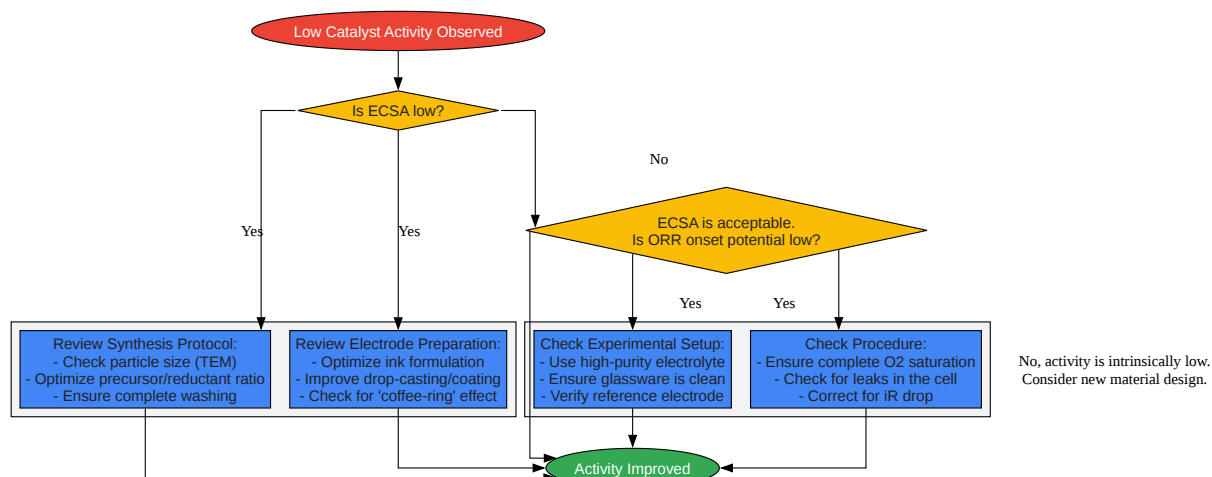 Low Catalyst Activity Observed
Is ECSA low?
No
ECSA is acceptable.
Is ORR onset potential low?
Yes
Yes
Yes
Yes
Review Synthesis Protocol:
- Check particle size (TEM)
- Optimize precursor/reductant ratio
- Ensure complete washing
Review Electrode Preparation:
- Optimize ink formulation
- Improve drop-casting/coating
- Check for 'coffee-ring' effect
Check Experimental Setup:
- Use high-purity electrolyte
- Ensure glassware is clean
- Verify reference electrode
Check Procedure:
- Ensure complete O2 saturation
- Check for leaks in the cell
- Correct for iR drop
No, activity is intrinsically low.
Consider new material design.
Activity Improved